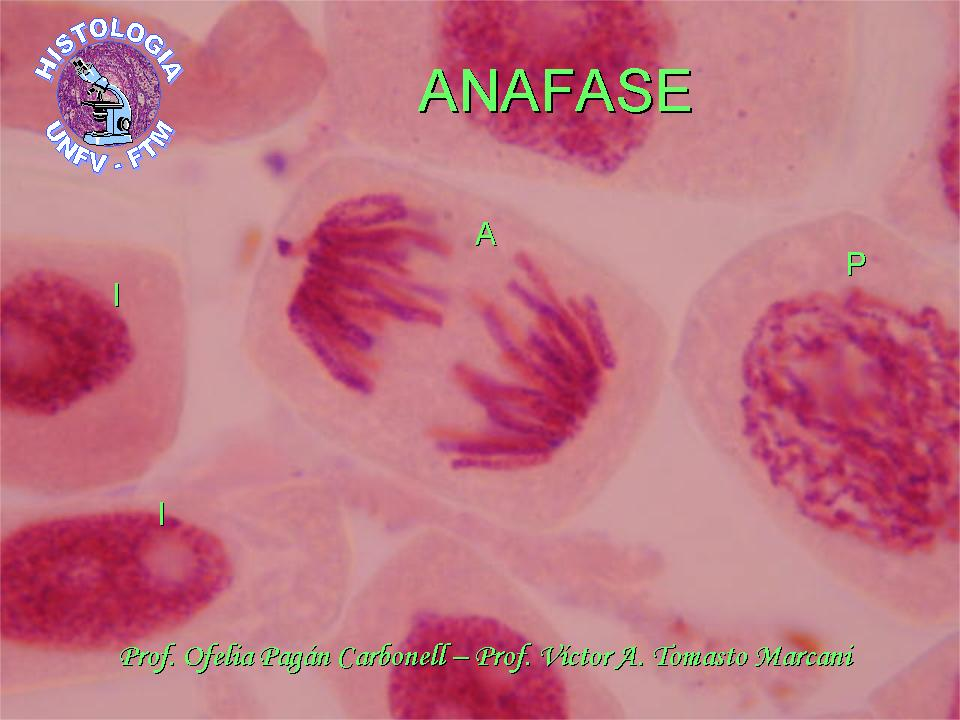 HISTOLOGIA
UNFV - FTM
ANAFASE
A
P
I
I
Prof. Ofelia Pagán Carbonell – Prof. Víctor A. Tomasto Marcani